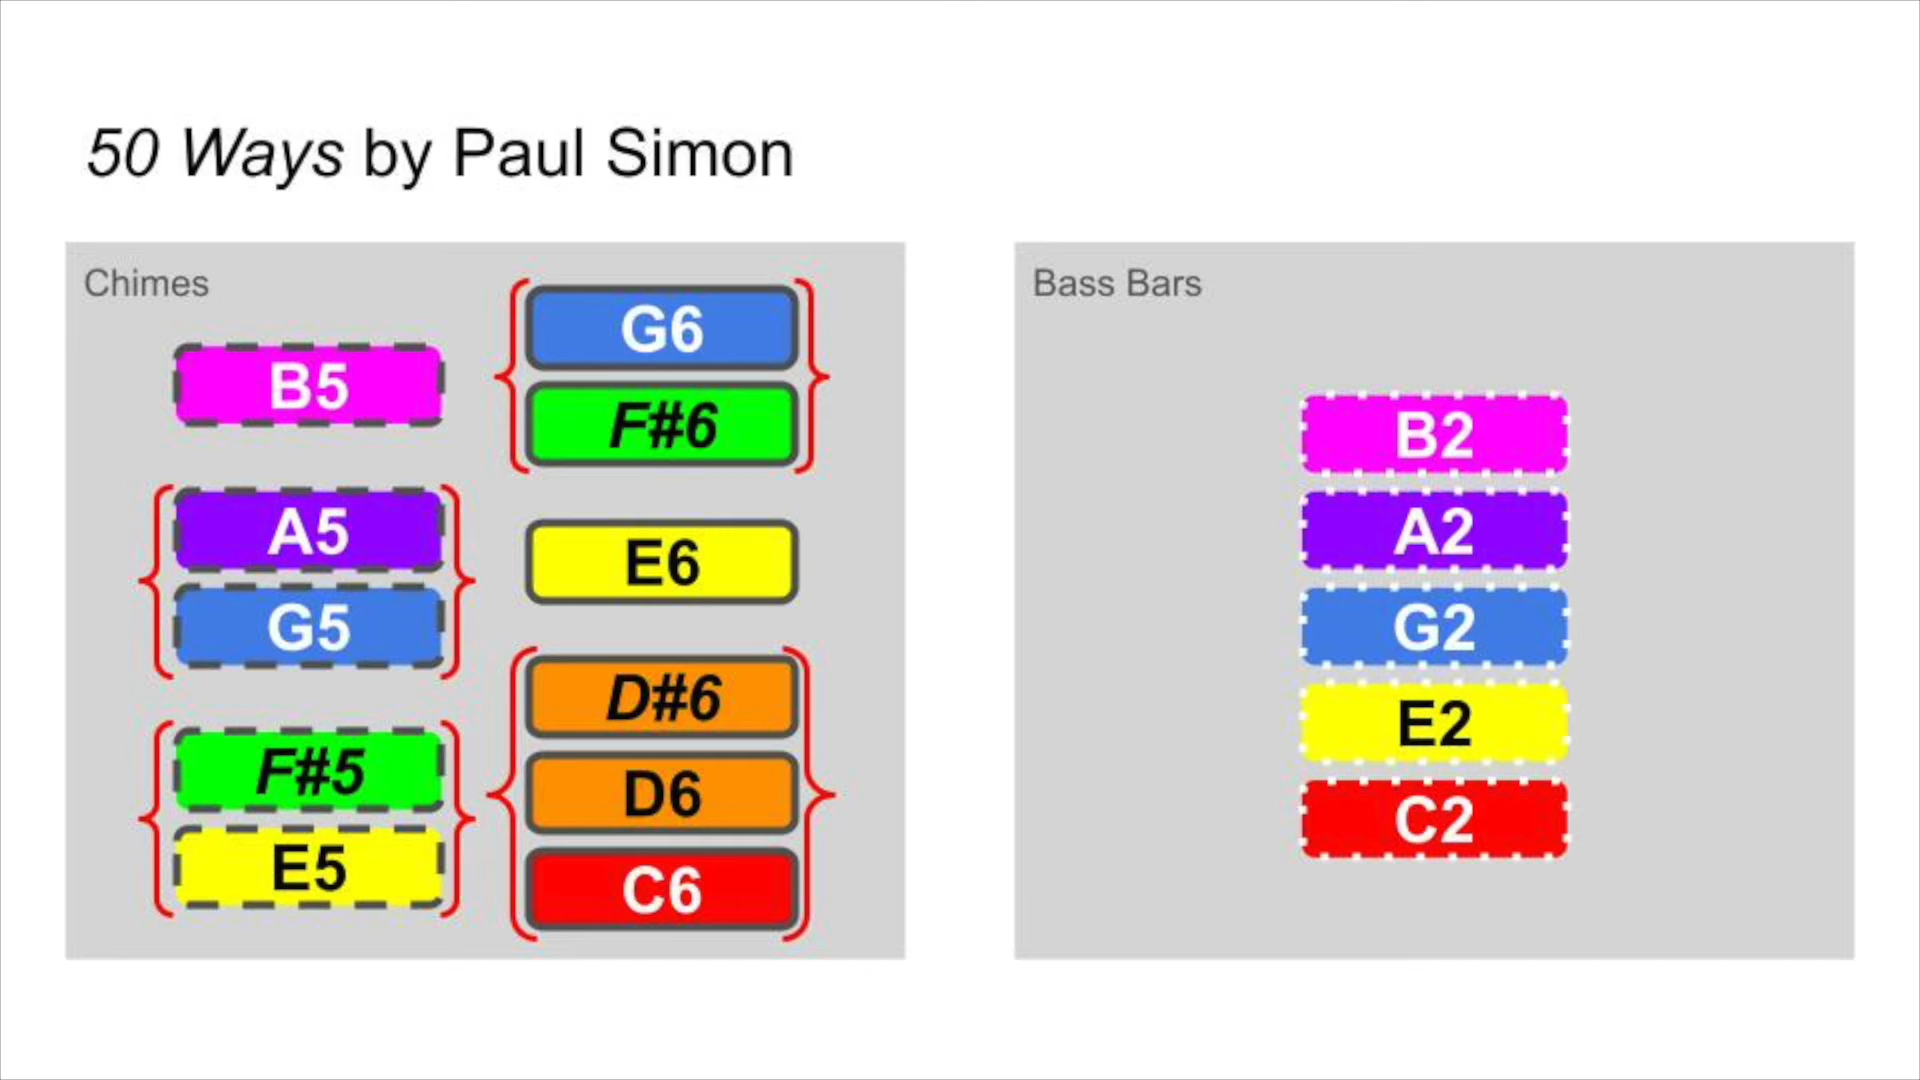 50 Ways by Paul Simon
Chimes
B5
A5
G5
F#5
E5
G6
F#6
E6
D#6
D6
C6
Bass Bars
B2
A2
G2
E2
C2